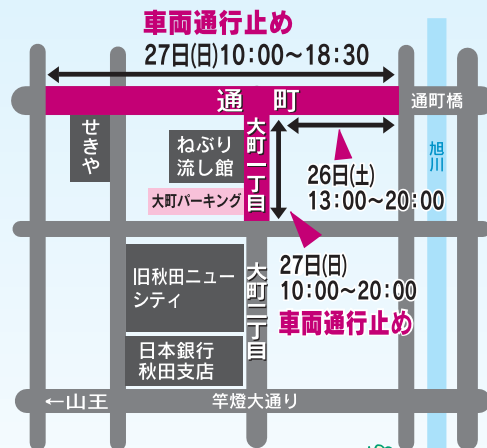 車両通行止め
27日(日)10:00～18:30
通 町
通町橋
せきや
ねぶり
流し館
大町一丁目
旭川
大町パーキング
26日(土)
13:00～20:00
27日(日)
10:00～20:00
車両通行止め
旧秋田ニュー
シティ
大町二丁目
日本銀行
秋田支店
←山王
竿燈大通り